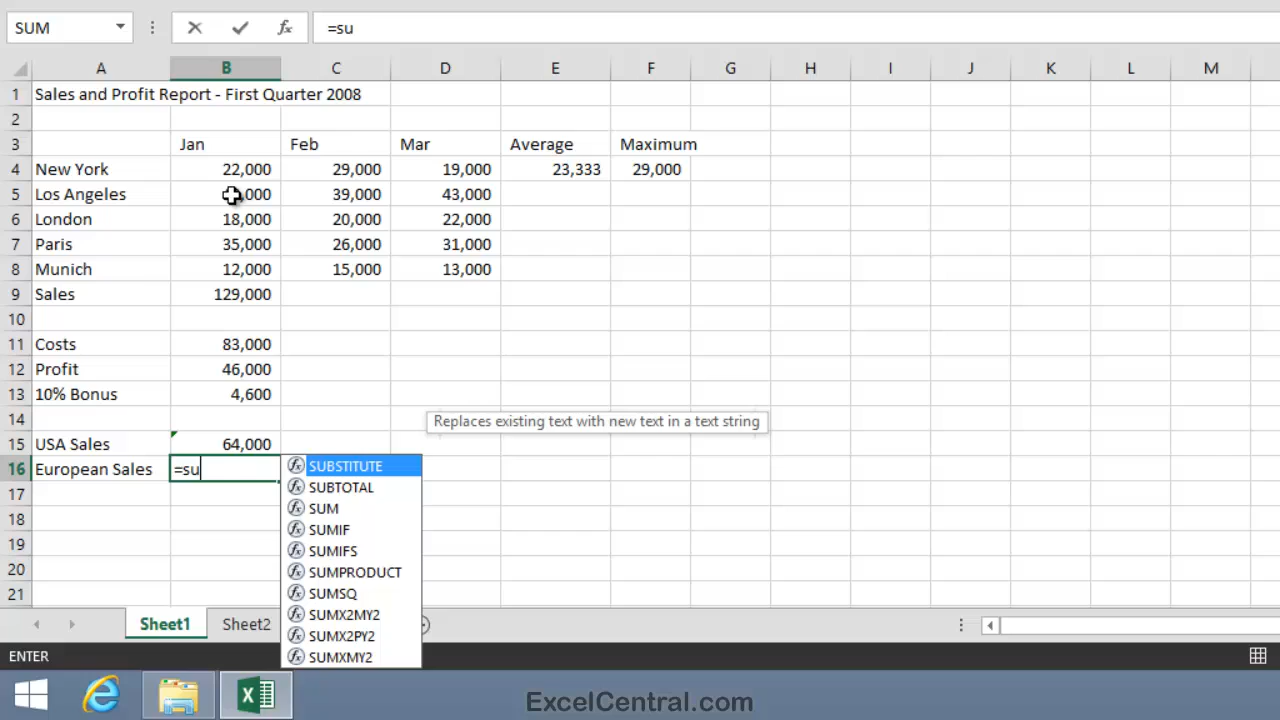 SUM =su
A B C D E F G H I J K L M
1 Sales and Profit Report - First Quarter 2008
2
3 Jan Feb Mar Average Maximum
4 New York 22,000 29,000 19,000 23,333 29,000
5 Los Angeles ,000 39,000 43,000
6 London 18,000 20,000 22,000
7 Paris 35,000 26,000 31,000
8 Munich 12,000 15,000 13,000
9 Sales 129,000
10
11 Costs 83,000
12 Profit 46,000
13 10% Bonus 4,600
14
Replaces existing text with new text in a text string
15 USA Sales 64,000
16 European Sales =su
SUBSTITUTE
17 SUBTOTAL
18 SUM
SUMIF
19 SUMIFS
20 SUMPRODUCT
21 SUMSQ
SUMX2MY2
Sheet1 Sheet2
SUMX2PY2
ENTER SUMXMY2
ExcelCentral.com